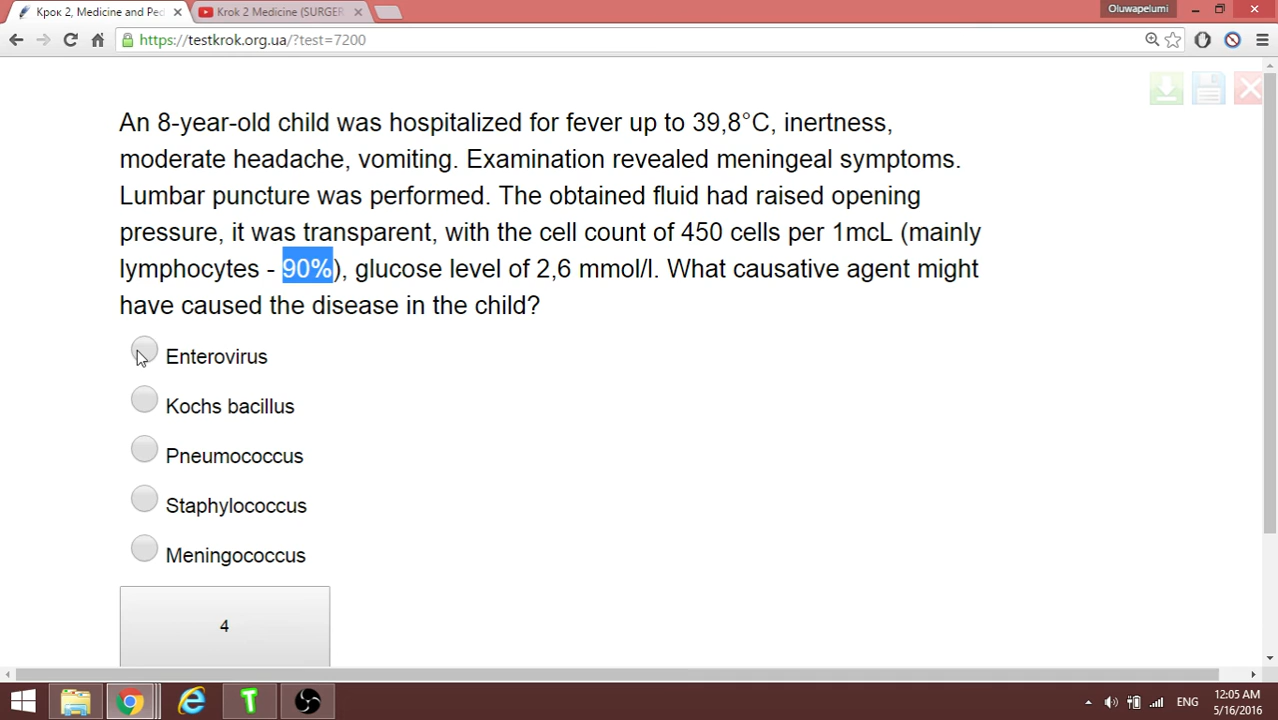 Крок 2, Medicine and Ped
Krok 2 Medicine (SURGER
Oluwapelumi
https://testkrok.org.ua/?test=7200
An 8-year-old child was hospitalized for fever up to 39,8°C, inertness,
moderate headache, vomiting. Examination revealed meningeal symptoms.
Lumbar puncture was performed. The obtained fluid had raised opening
pressure, it was transparent, with the cell count of 450 cells per 1mcL (mainly
lymphocytes - 90%), glucose level of 2,6 mmol/l. What causative agent might
have caused the disease in the child?
Enterovirus
Kochs bacillus
Pneumococcus
Staphylococcus
Meningococcus
4
T
ENG
12:05 AM
5/16/2016